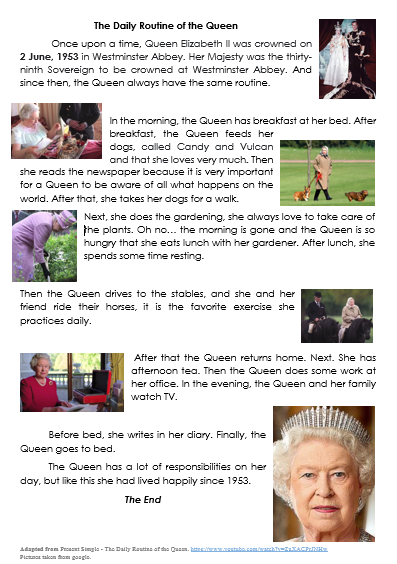 The Daily Routine of the Queen
Once upon a time, Queen Elizabeth II was crowned on
2 June, 1953 in Westminster Abbey. Her Majesty was the thirty-
ninth Sovereign to be crowned at Westminster Abbey. And
since then, the Queen always have the same routine.
In the morning, the Queen has breakfast at her bed. After
breakfast, the Queen feeds her
dogs, called Candy and Vulcan
and that she loves very much. Then
she reads the newspaper because it is very important
for a Queen to be aware of all what happens on the
world. After that, she takes her dogs for a walk.
Next, she does the gardening, she always love to take care of
the plants. Oh no... the morning is gone and the Queen is so
hungry that she eats lunch with her gardener. After lunch, she
spends some time resting.
Then the Queen drives to the stables, and she and her
friend ride their horses, it is the favorite exercise she
practices daily.
After that the Queen returns home. Next. She has
afternoon tea. Then the Queen does some work at
her office. In the evening, the Queen and her family
watch TV.
Before bed, she writes in her diary. Finally, the
Queen goes to bed.
The Queen has a lot of responsibilities on her
day, but like this she had lived happily since 1953.
The End
Adapted from Present Simple - The Daily Routine of the Queen.
Pictures taken from google.